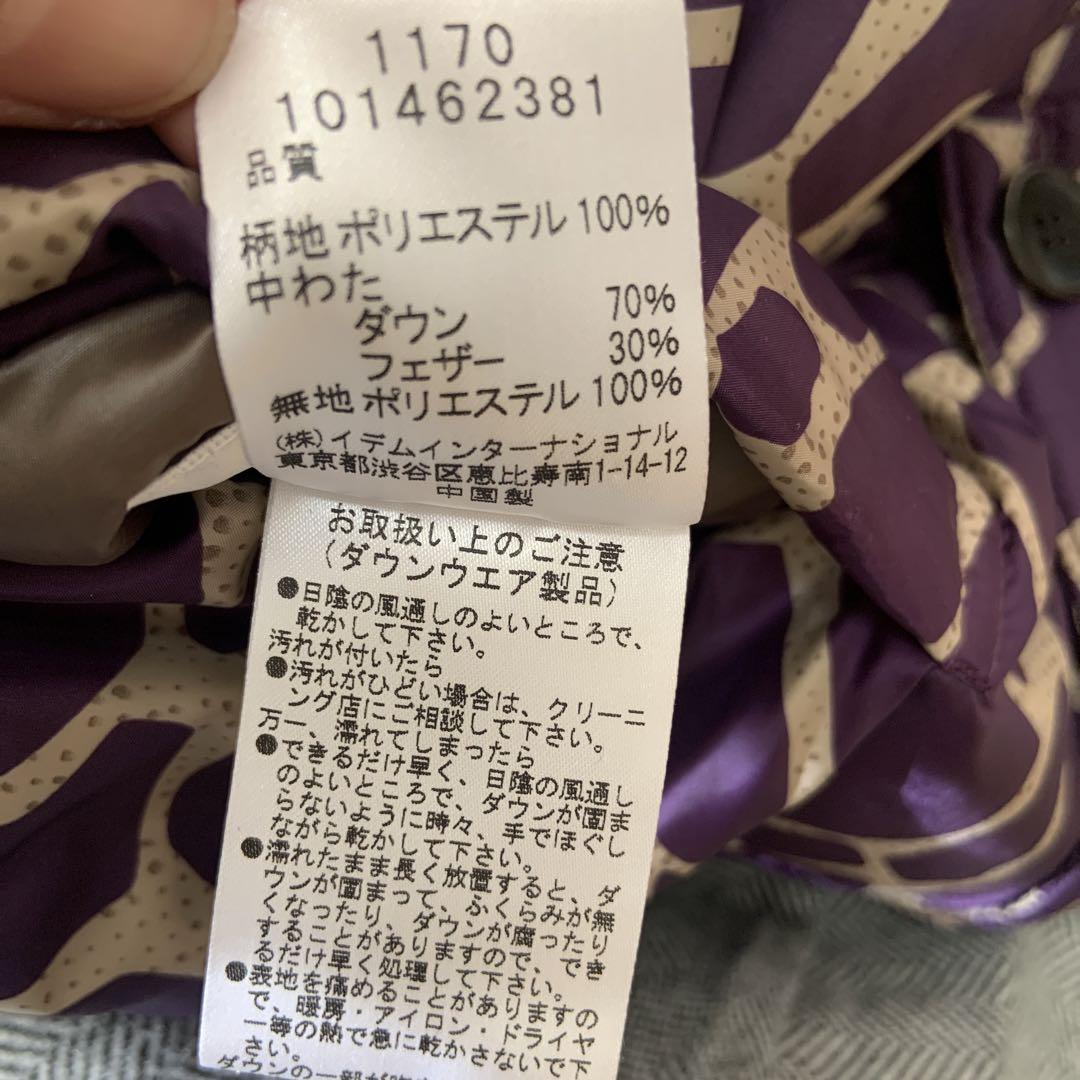 1170
101462381
品質
柄地 ポリエステル 100%
中わた
ダウン 70%
フェザー 30%
無地 ポリエステル 100%
(株)イデムインターナショナル
東京都渋谷区恵比寿南1-14-12
中国製
お取扱い上のご注意
(ダウンウエア製品)
●日陰の風通しのよいところで、
乾かして下さい。
汚れが付いたら
●汚れがひどい場合は、クリーニ
ング店にご相談して下さい。
万一、濡れてしまったら
●できるだけ早く、日陰の風通し
のよいところで、ダウンが固ま
らないように時々、手でほぐし
ながら乾かして下さい。
●濡れたまま長く放置すると、ダ
ウンが固まって、ふくらみが無
くなったり、ダウンが腐ったり
することがありますので、でき
るだけ早く処理して下さい。
●表地を痛めることがありますの
で、暖房・アイロン・ドライヤ
ー等の熱で急に乾かさないで下
さい。
ダウンの一部が